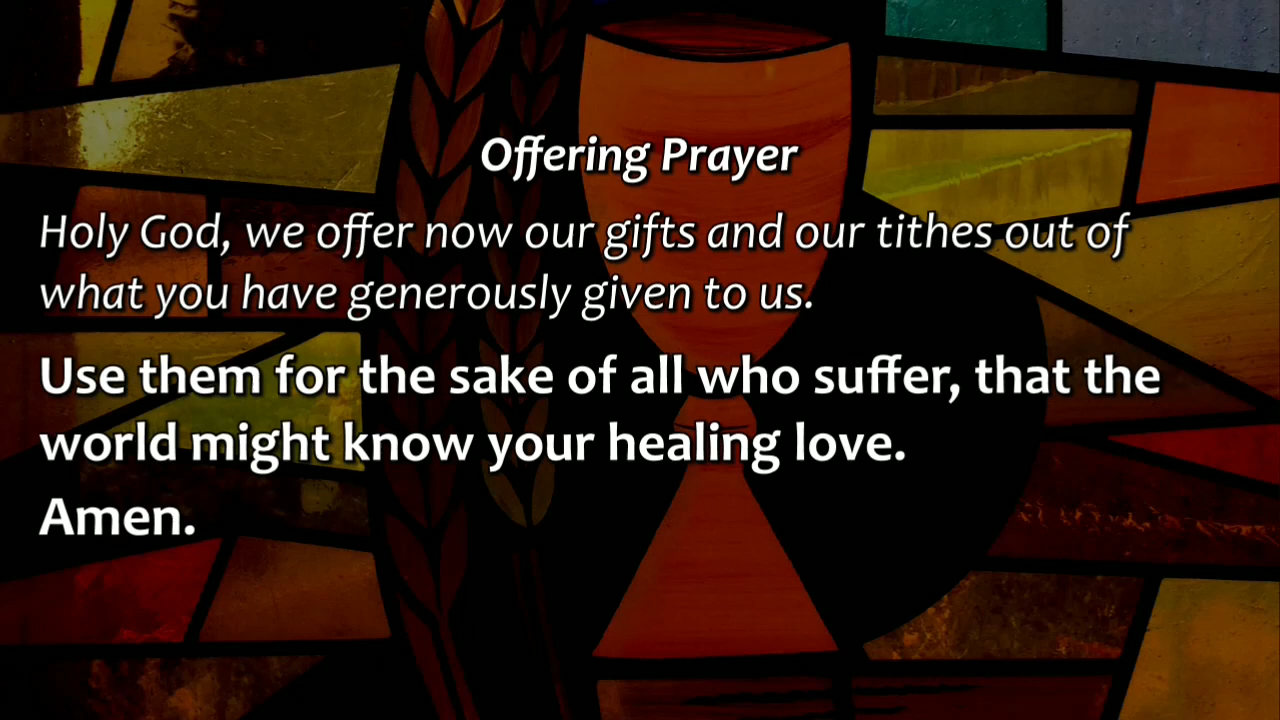 Offering Prayer
Holy God, we offer now our gifts and our tithes out of
what you have generously given to us.
Use them for the sake of all who suffer, that the
world might know your healing love.
Amen.